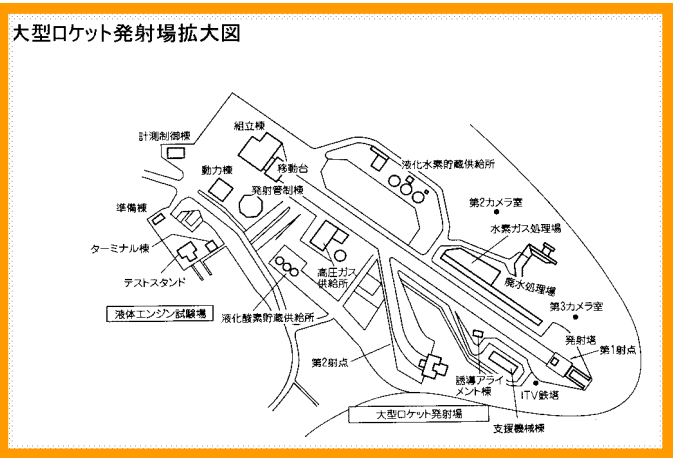 大型ロケット発射場拡大図
組立棟
計測制御棟
移動台
液化水素貯蔵供給所
動力棟
発射管制棟
第2カメラ室
準備棟
水素ガス処理場
ターミナル棟
高圧ガス
供給所
テストスタンド
廃水処理場
第3カメラ室
液体エンジン試験場
液化酸素貯蔵供給所
発射塔
第1射点
第2射点
誘導アライ
メント棟
ITV鉄塔
大型ロケット発射場
支援機械棟